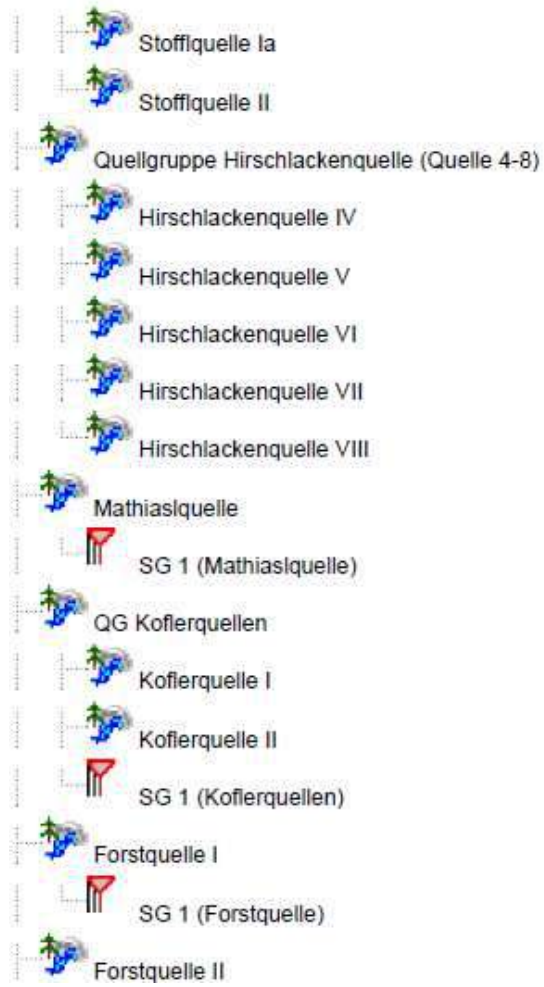 Stofflquelle Ia
Stofflquelle II
Quellgruppe Hirschlackenquelle (Quelle 4-8)
Hirschlackenquelle IV
Hirschlackenquelle V
Hirschlackenquelle VI
Hirschlackenquelle VII
Hirschlackenquelle VIII
Mathiaslquelle
SG 1 (Mathiaslquelle)
QG Koflerquellen
Koflerquelle I
Koflerquelle II
SG 1 (Koflerquellen)
Forstquelle I
SG 1 (Forstquelle)
Forstquelle II